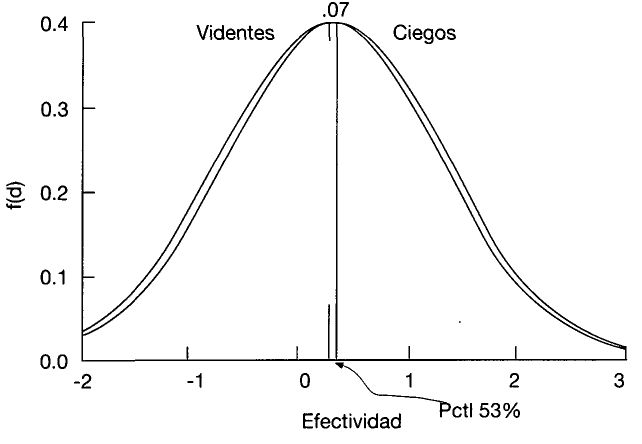 .07
0.4
Videntes
Ciegos
0.3
f(d)
0.2
0.1
0.0
-2
-1
0
1
2
3
Efectividad
Pctl 53%